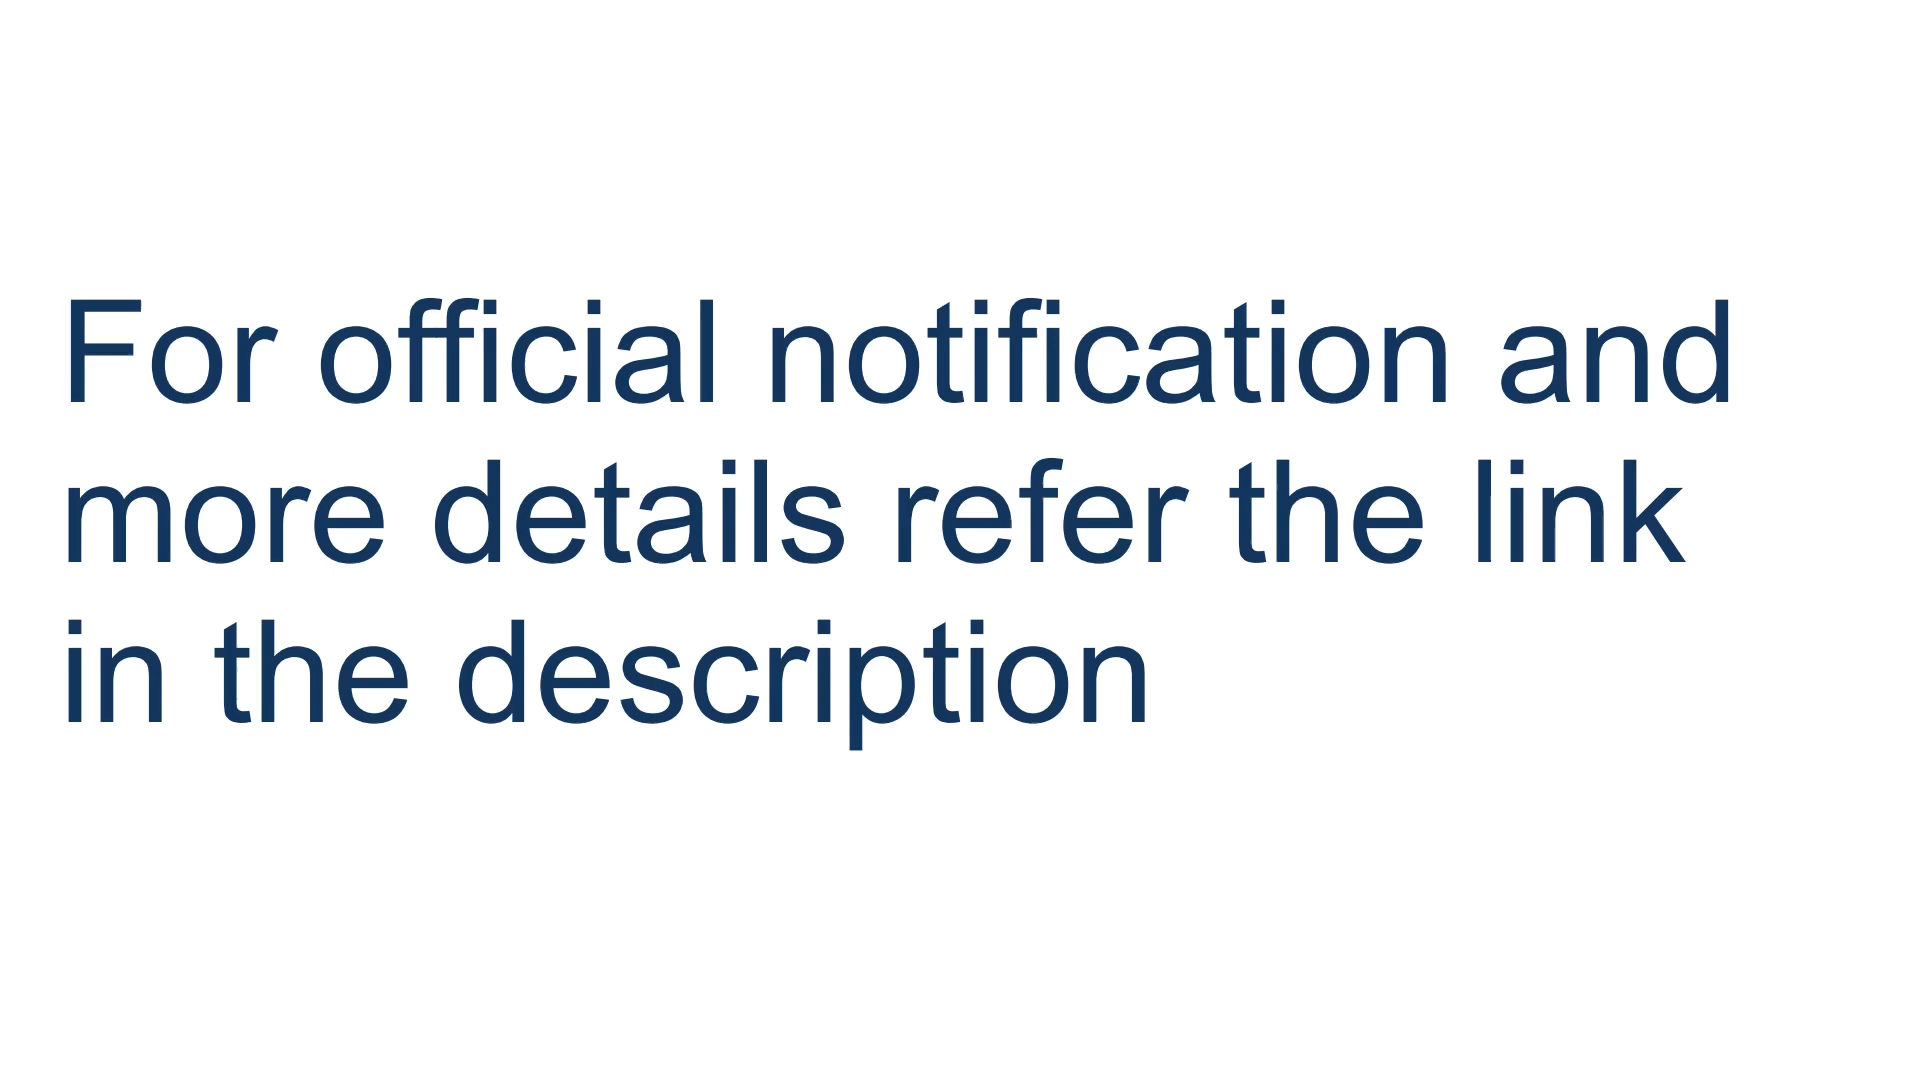 For official notification and
more details refer the link
in the description